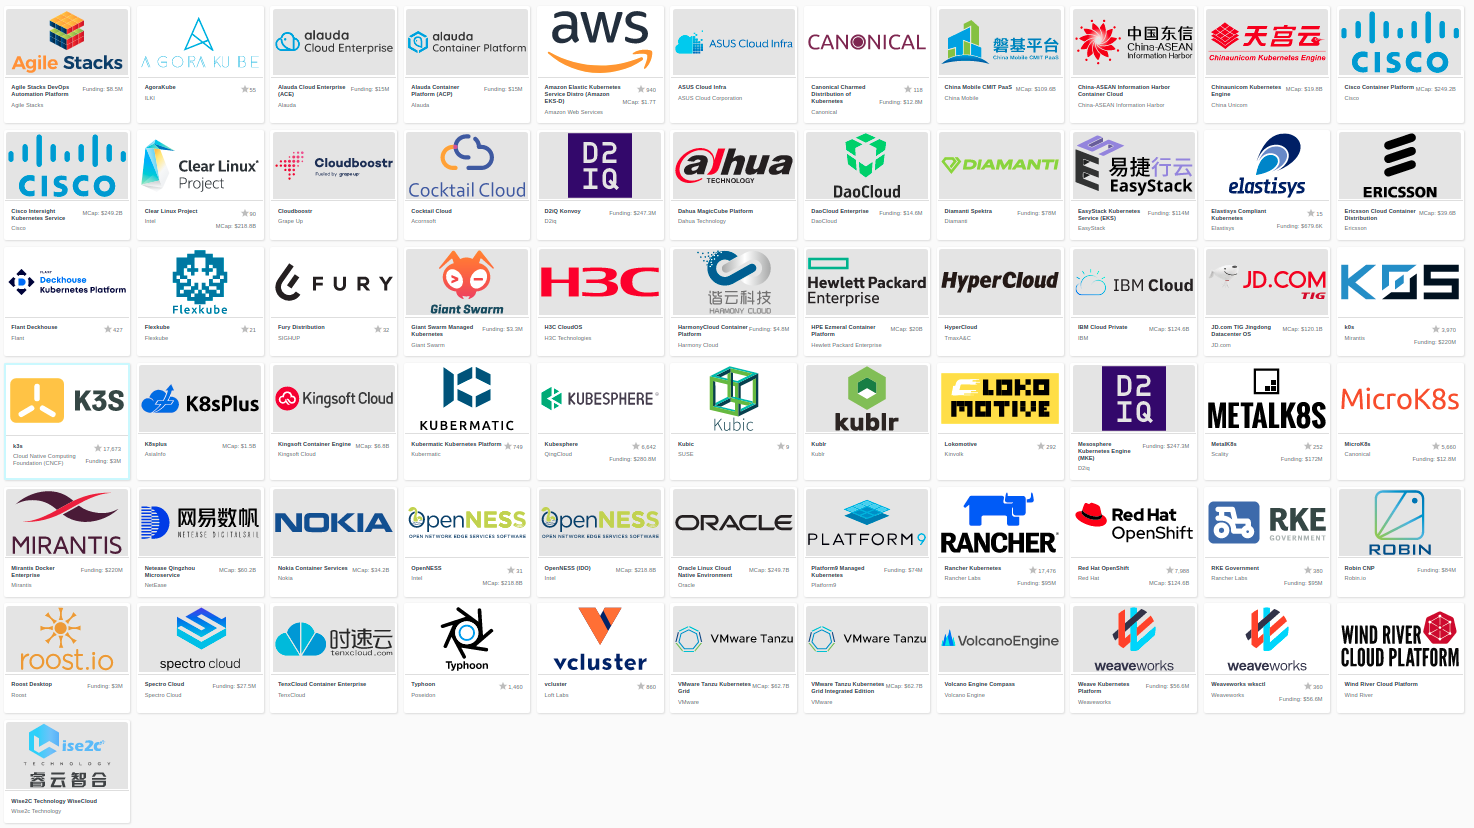 Agile Stacks
Agile Stacks DevOps
Automation Platform
Funding: $8.5M
Agile Stacks
AGORA KUBE
AgoraKube
55
ILKI
alauda
Cloud Enterprise
Alauda Cloud Enterprise
(ACE)
Funding: $15M
Alauda
alauda
Container Platform
Alauda Container
Platform (ACP)
Funding: $15M
Alauda
aws
Amazon Elastic Kubernetes
Service Distro (Amazon
EKS-D)
940
MCap: $1.7T
Amazon Web Services
ASUS Cloud Infra
ASUS Cloud Infra
ASUS Cloud Corporation
CANONICAL
Canonical Charmed
Distribution of
Kubernetes
118
Funding: $12.8M
Canonical
磐基平台
China Mobile CMIT PaaS
China Mobile CMIT PaaS
MCap: $109.6B
China Mobile
中国东信
China-ASEAN
Information Harbor
China-ASEAN Information Harbor
Container Cloud
China-ASEAN Information Harbor
天宫云
Chinaunicom Kubernetes Engine
Chinaunicom Kubernetes
Engine
MCap: $19.8B
China Unicom
CISCO
Cisco Container Platform
MCap: $249.2B
Cisco
CISCO
Cisco Intersight
Kubernetes Service
MCap: $249.2B
Cisco
Clear Linux*
Project
Clear Linux Project
90
Intel
MCap: $218.8B
Cloudboostr
Fueled by grape up
Cloudboostr
Grape Up
Cocktail Cloud
Cocktail Cloud
Acornsoft
D2
IQ
D2iQ Konvoy
Funding: $247.3M
D2iq
alhua
TECHNOLOGY
Dahua MagicCube Platform
Dahua Technology
DaoCloud
DaoCloud Enterprise
Funding: $14.6M
DaoCloud
DIAMANTI
Diamanti Spektra
Funding: $78M
Diamanti
易捷行云
EasyStack
EasyStack Kubernetes
Service (EKS)
Funding: $114M
EasyStack
elastisys
Elastisys Compliant
Kubernetes
15
Funding: $679.6K
Elastisys
ERICSSON
Ericsson Cloud Container
Distribution
MCap: $39.6B
Ericsson
FLANT
Deckhouse
Kubernetes Platform
Flant Deckhouse
427
Flant
Flexkube
Flexkube
21
Flexkube
FURY
Fury Distribution
32
SIGHUP
Giant Swarm
Giant Swarm Managed
Kubernetes
Funding: $3.3M
Giant Swarm
H3C
H3C CloudOS
H3C Technologies
谐云科技
HARMONY CLOUD
HarmonyCloud Container
Platform
Funding: $4.8M
Harmony Cloud
Hewlett Packard
Enterprise
HPE Ezmeral Container
Platform
MCap: $20B
Hewlett Packard Enterprise
HyperCloud
HyperCloud
TmaxA&C
IBM Cloud
IBM Cloud Private
MCap: $124.6B
IBM
JD.COM
TIG
JD.com TIG Jingdong
Datacenter OS
MCap: $120.1B
JD.com
K0S
k0s
3,970
Mirantis
Funding: $220M
K3S
k3s
17,673
Cloud Native Computing
Foundation (CNCF)
Funding: $3M
K8sPlus
K8splus
MCap: $1.5B
AsiaInfo
Kingsoft Cloud
Kingsoft Container Engine
MCap: $6.8B
Kingsoft Cloud
KUBERMATIC
Kubermatic Kubernetes Platform
749
Kubermatic
KUBESPHERE
Kubesphere
6,642
QingCloud
Funding: $280.8M
Kubic
Kubic
9
SUSE
kublr
Kublr
Kublr
LOKO
MOTIVE
Lokomotive
292
Kinvolk
D2
IQ
Mesosphere
Kubernetes Engine
(MKE)
Funding: $247.3M
D2iq
METALK8S
MetalK8s
252
Scality
Funding: $172M
MicroK8s
MicroK8s
5,660
Canonical
Funding: $12.8M
MIRANTIS
Mirantis Docker
Enterprise
Funding: $220M
Mirantis
网易数帆
NETEASE DIGITALSAIL
Netease Qingzhou
Microservice
MCap: $60.2B
NetEase
NOKIA
Nokia Container Services
MCap: $34.2B
Nokia
OpenNESS
OPEN NETWORK EDGE SERVICES SOFTWARE
OpenNESS
31
Intel
MCap: $218.8B
OpenNESS
OPEN NETWORK EDGE SERVICES SOFTWARE
OpenNESS (IDO)
MCap: $218.8B
Intel
ORACLE
Oracle Linux Cloud
Native Environment
MCap: $249.7B
Oracle
PLATFORM9
Platform9 Managed
Kubernetes
Funding: $74M
Platform9
RANCHER
Rancher Kubernetes
17,476
Rancher Labs
Funding: $95M
Red Hat
OpenShift
Red Hat OpenShift
7,988
Red Hat
MCap: $124.6B
RKE
GOVERNMENT
RKE Government
380
Rancher Labs
Funding: $95M
ROBIN
Robin CNP
Funding: $84M
Robin.io
roost.io
Roost Desktop
Funding: $3M
Roost
spectro cloud
Spectro Cloud
Funding: $27.5M
Spectro Cloud
时速云
tenxcloud.com
TenxCloud Container Enterprise
TenxCloud
Typhoon
Typhoon
1,460
Poseidon
vcluster
vcluster
860
Loft Labs
VMware Tanzu
VMware Tanzu Kubernetes
Grid
MCap: $62.7B
VMware
VMware Tanzu
VMware Tanzu Kubernetes
Grid Integrated Edition
MCap: $62.7B
VMware
VolcanoEngine
Volcano Engine Compass
Volcano Engine
weaveworks
Weave Kubernetes
Platform
Funding: $56.6M
Weaveworks
weaveworks
Weaveworks wksctl
360
Weaveworks
Funding: $56.6M
WIND RIVER
CLOUD PLATFORM
Wind River Cloud Platform
Wind River
Wise2c
TECHNOLOGY
睿云智合
Wise2C Technology WiseCloud
Wise2c Technology